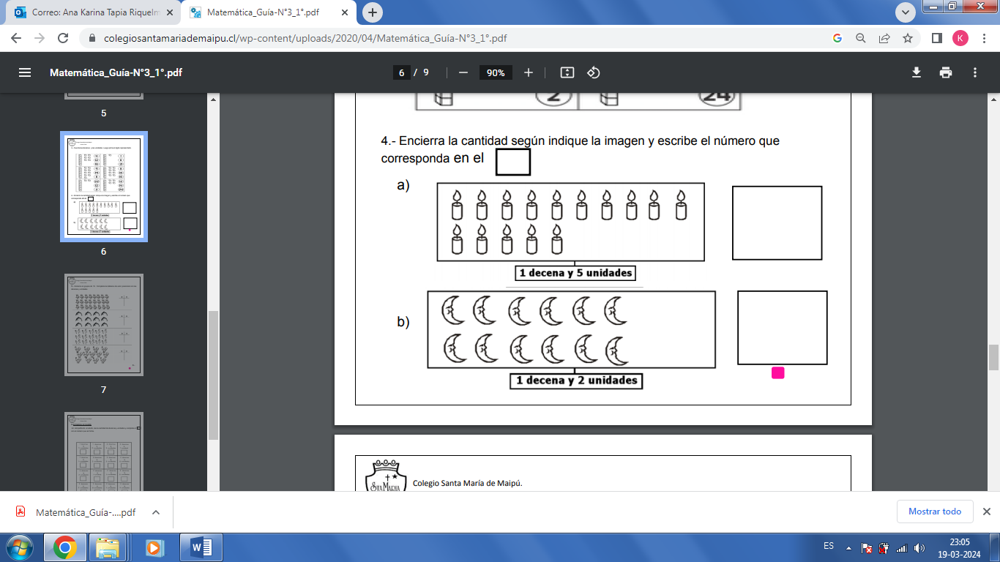 Correo: Ana Karina Tapia Riquelm
Matemática_Guía-N°3_1°.pdf
colegiosantamariademaipu.cl/wp-content/uploads/2020/04/Matemática_Guía-N°3_1°.pdf
K
Matemática_Guía-N°3_1°.pdf
6 / 9
90%
5
6
7
2
24
4.- Encierra la cantidad según indique la imagen y escribe el número que
corresponda en el
a)
1 decena y 5 unidades
b)
1 decena y 2 unidades
STA MARIA
Colegio Santa María de Maipú.
Matemática_Guía-....pdf
Mostrar todo
ES
23:05
19-03-2024